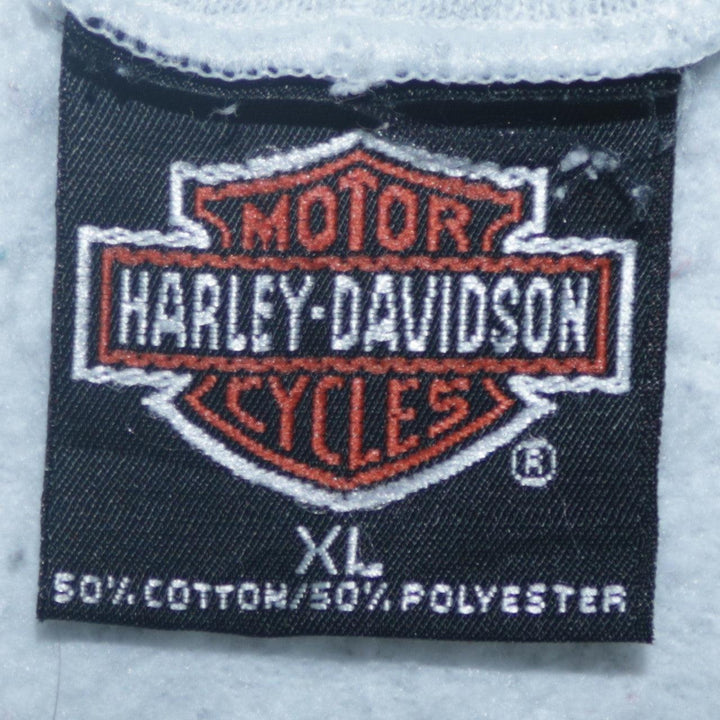 MOTOR
HARLEY-DAVIDSON
CYCLES
®
XL
50% COTTON/50% POLYESTER